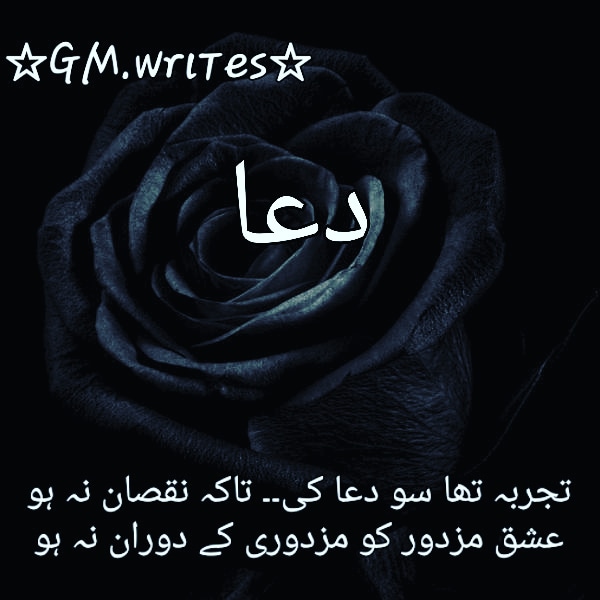 ☆GM.writes☆
دعا
تجربہ تھا سو دعا کی۔۔ تاکہ نقصان نہ ہو
عشق مزدور کو مزدوری کے دوران نہ ہو